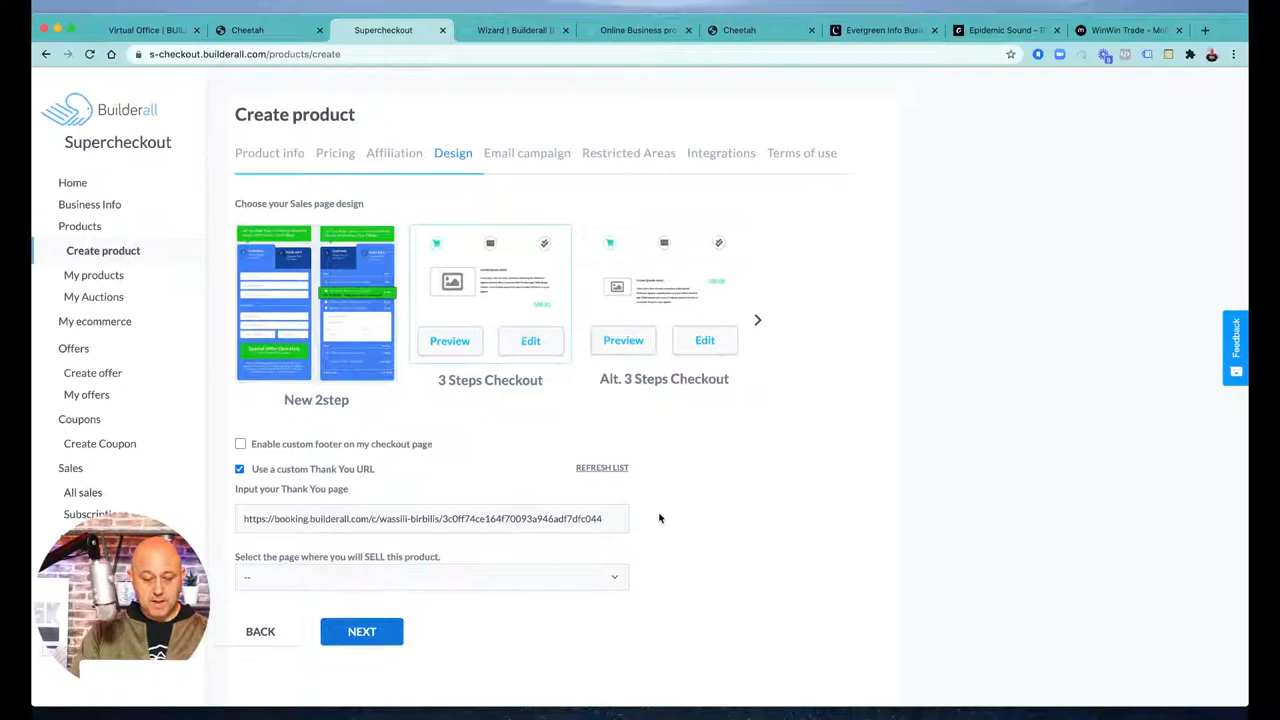 Virtual Office | BUIL
Cheetah
Supercheckout
Wizard | Builderall B
Online Business pro
Cheetah
Evergreen Info Busi
Epidemic Sound – F
WinWin Trade – Mo
s-checkout.builderall.com/products/create
Builderall
Supercheckout
Home
Business Info
Products
Create product
My products
My Auctions
My ecommerce
Offers
Create offer
My offers
Coupons
Create Coupon
Sales
All sales
Create product
Product info
Pricing
Affiliation
Design
Email campaign
Restricted Areas
Integrations
Terms of use
Choose your Sales page design
Preview
Edit
Preview
Edit
New 2step
3 Steps Checkout
Alt. 3 Steps Checkout
Enable custom footer on my checkout page
Use a custom Thank You URL
REFRESH LIST
Input your Thank You page
https://booking.builderall.com/c/wassili-birbilis/3c0ff74ce164f70093a946adf7dfc044
Select the page where you will SELL this product.
--
BACK
NEXT
Feedback